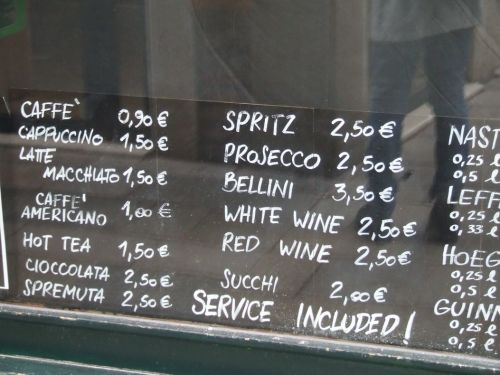 CAFFE` 0,90 €
CAPPUCCINO 1,50 €
LATTE
MACCHIATO 1,50 €
CAFFE`
AMERICANO 1,00 €
HOT TEA 1,50 €
CIOCCOLATA 2,50 €
SPREMUTA 2,50 €
SPRITZ 2,50 €
PROSECCO 2,50 €
BELLINI 3,50 €
WHITE WINE 2,50 €
RED WINE 2,50 €
SUCCHI 2,00 €
SERVICE INCLUDED!
NAST
0,25 l
0,5 l
LEFF
0,25 l
0,33 l
HOEG
0,25 l
0,5 l
GUINN
0,25 l
0,5 l